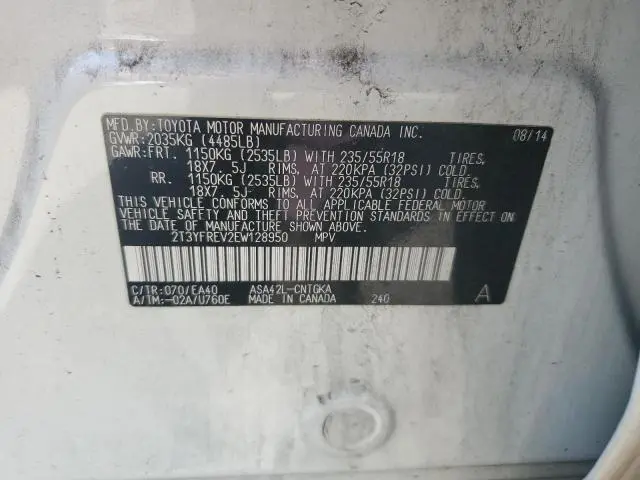 MFD.BY:TOYOTA MOTOR MANUFACTURING CANADA INC. 08/14
GVWR:2035KG (4485LB)
GAWR:FRT. 1150KG (2535LB) WITH 235/55R18 TIRES,
18X7. 5J RIMS, AT 220KPA (32PSI) COLD.
RR. 1150KG (2535LB) WITH 235/55R18 TIRES,
18X7. 5J RIMS, AT 220KPA (32PSI) COLD.
THIS VEHICLE CONFORMS TO ALL APPLICABLE FEDERAL MOTOR
VEHICLE SAFETY AND THEFT PREVENTION STANDARDS IN EFFECT ON
THE DATE OF MANUFACTURE SHOWN ABOVE.
2T3YFREV2EW128950 MPV
C/TR:070/EA40 ASA42L-CNTGKA
A/TM:-02A/U760E MADE IN CANADA 240 A